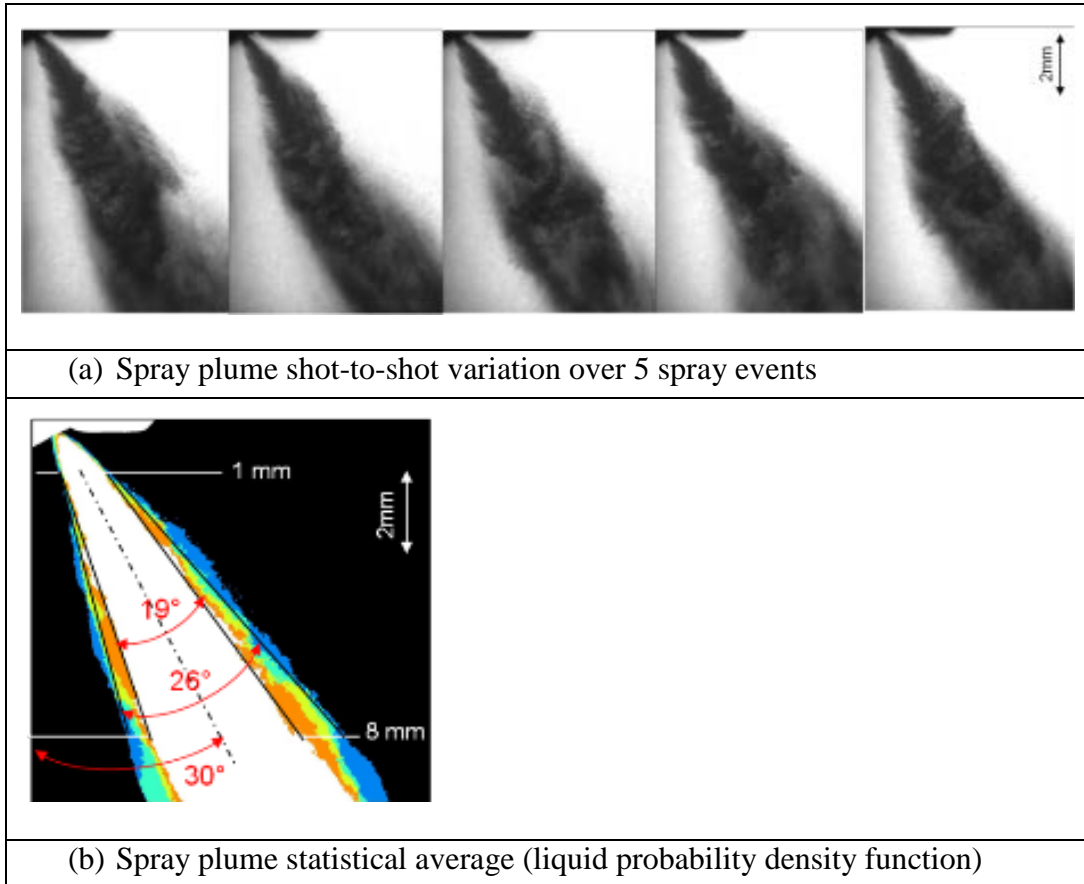 2mm
(a) Spray plume shot-to-shot variation over 5 spray events
1 mm
2mm
19°
26°
8 mm
30°
(b) Spray plume statistical average (liquid probability density function)